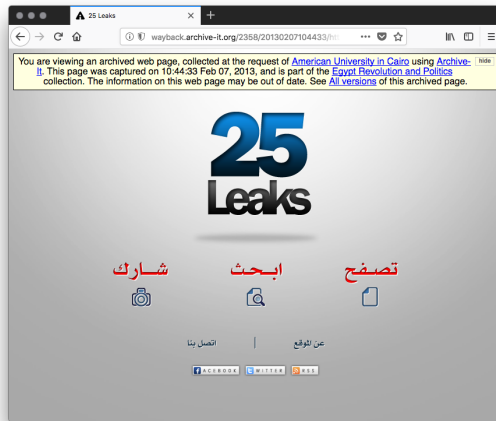 25 Leaks
wayback.archive-it.org/2358/20130207104433/ht
You are viewing an archived web page, collected at the request of American University in Cairo using Archive-
It. This page was captured on 10:44:33 Feb 07, 2013, and is part of the Egypt Revolution and Politics
collection. The information on this web page may be out of date. See All versions of this archived page.
hide
25
Leaks
تصفح ابحث شارك
عن الموقع | اتصل بنا
FACEBOOK TWITTER RSS